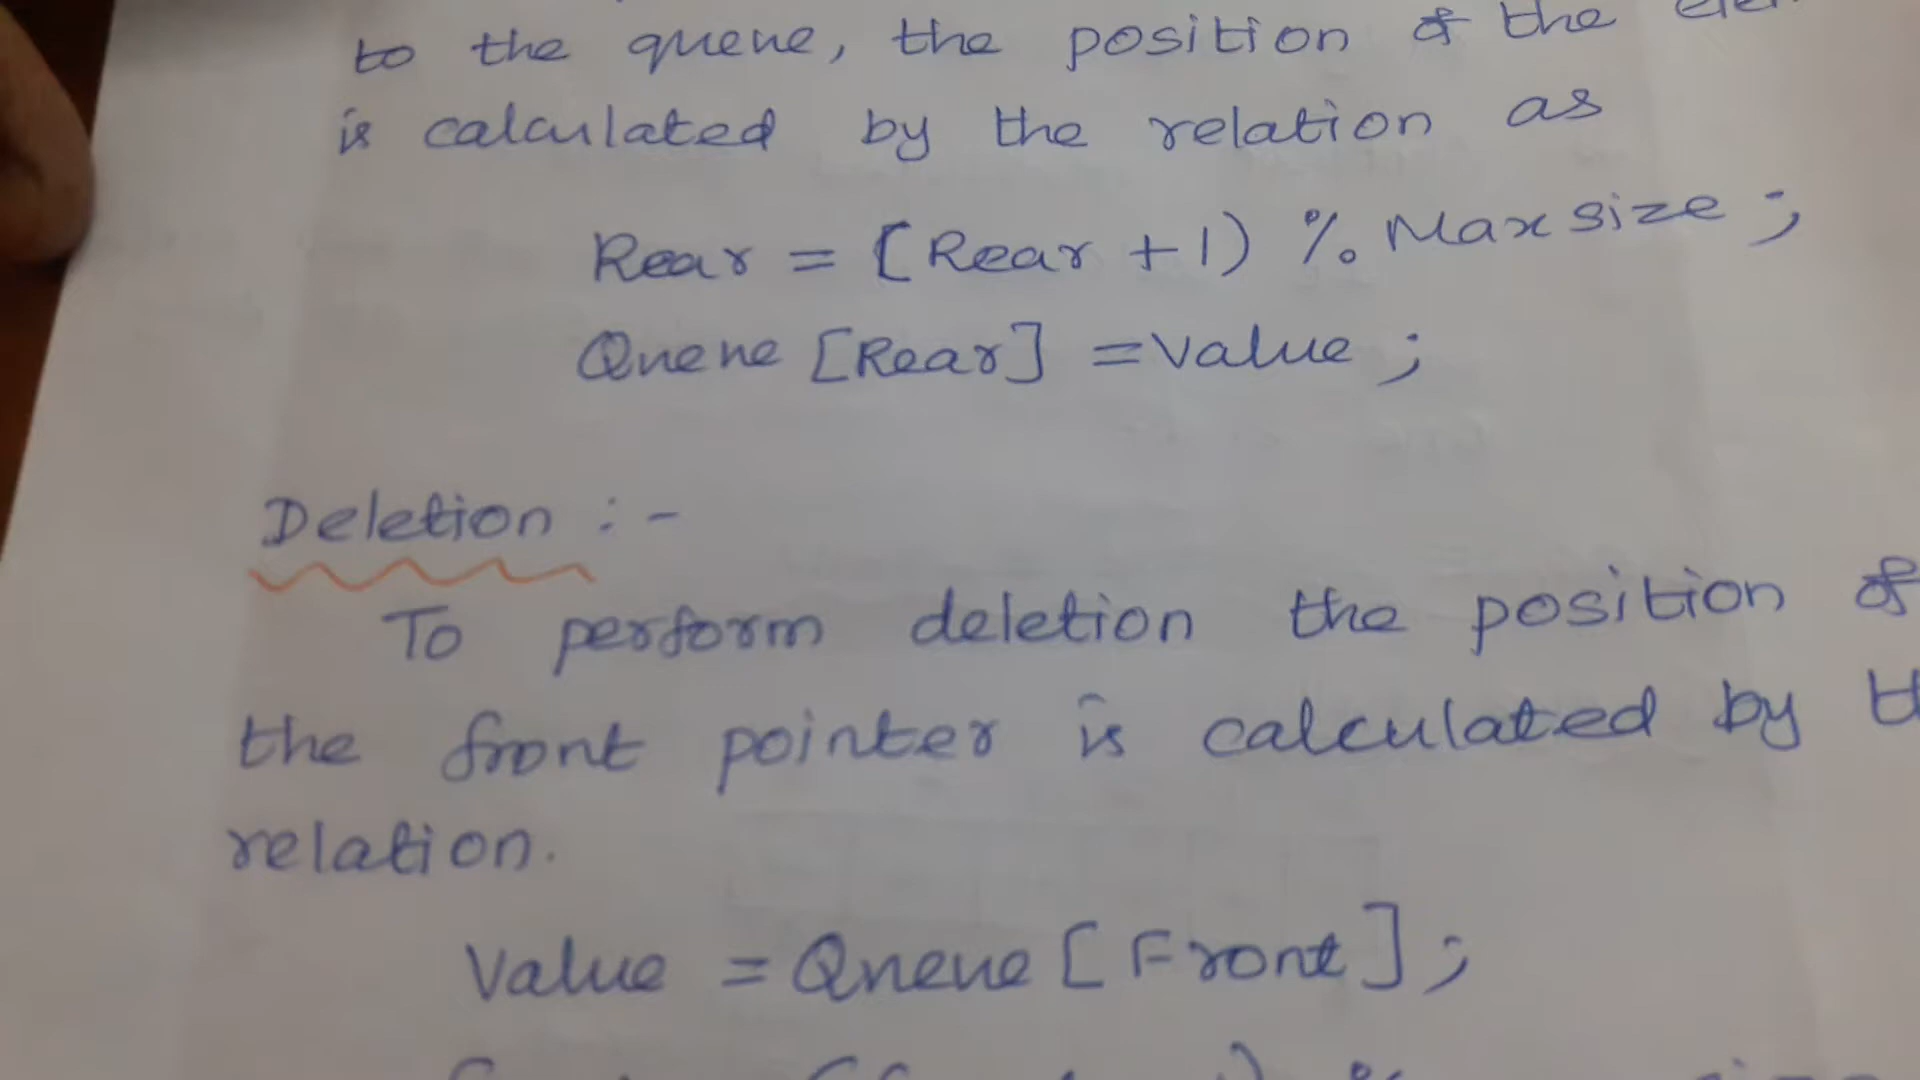 to the queue, the position of the
is calculated by the relation as
Rear = [Rear + 1) % Maxsize ;
Queue [Rear] = Value ;
Deletion : -
To perform deletion the position of
the front pointer is calculated by
relation.
Value = Queue [Front] ;